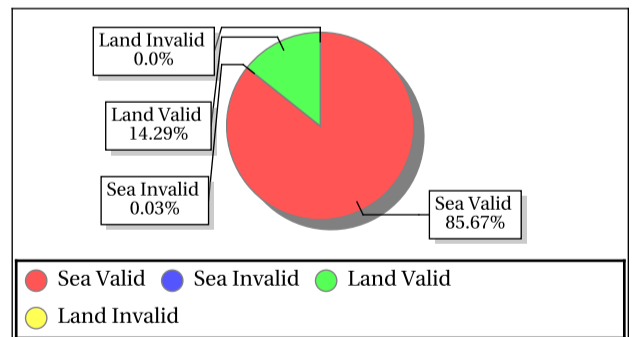 Land Invalid
0.0%
Land Valid
14.29%
Sea Invalid
0.03%
Sea Valid
85.67%
Sea Valid Sea Invalid Land Valid
Land Invalid